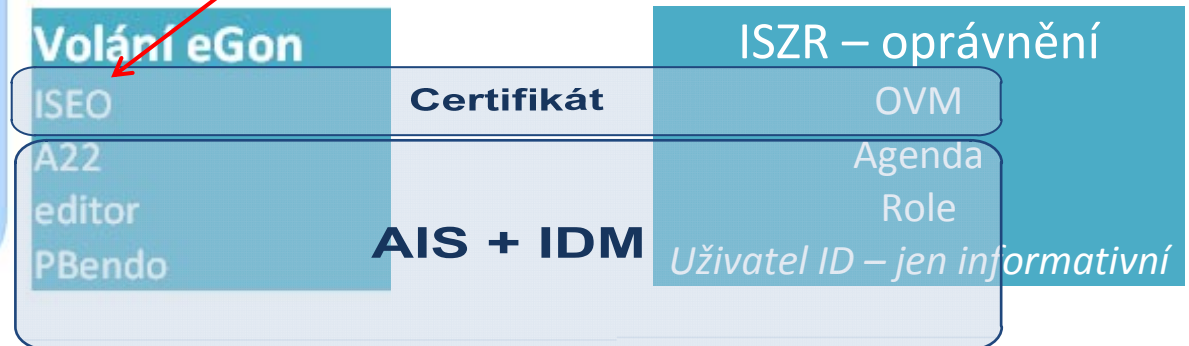 Volání eGon
ISZR – oprávnění
ISEO
Certifikát
OVM
A22
Agenda
editor
Role
AIS + IDM
PBendo
Uživatel ID – jen informativní